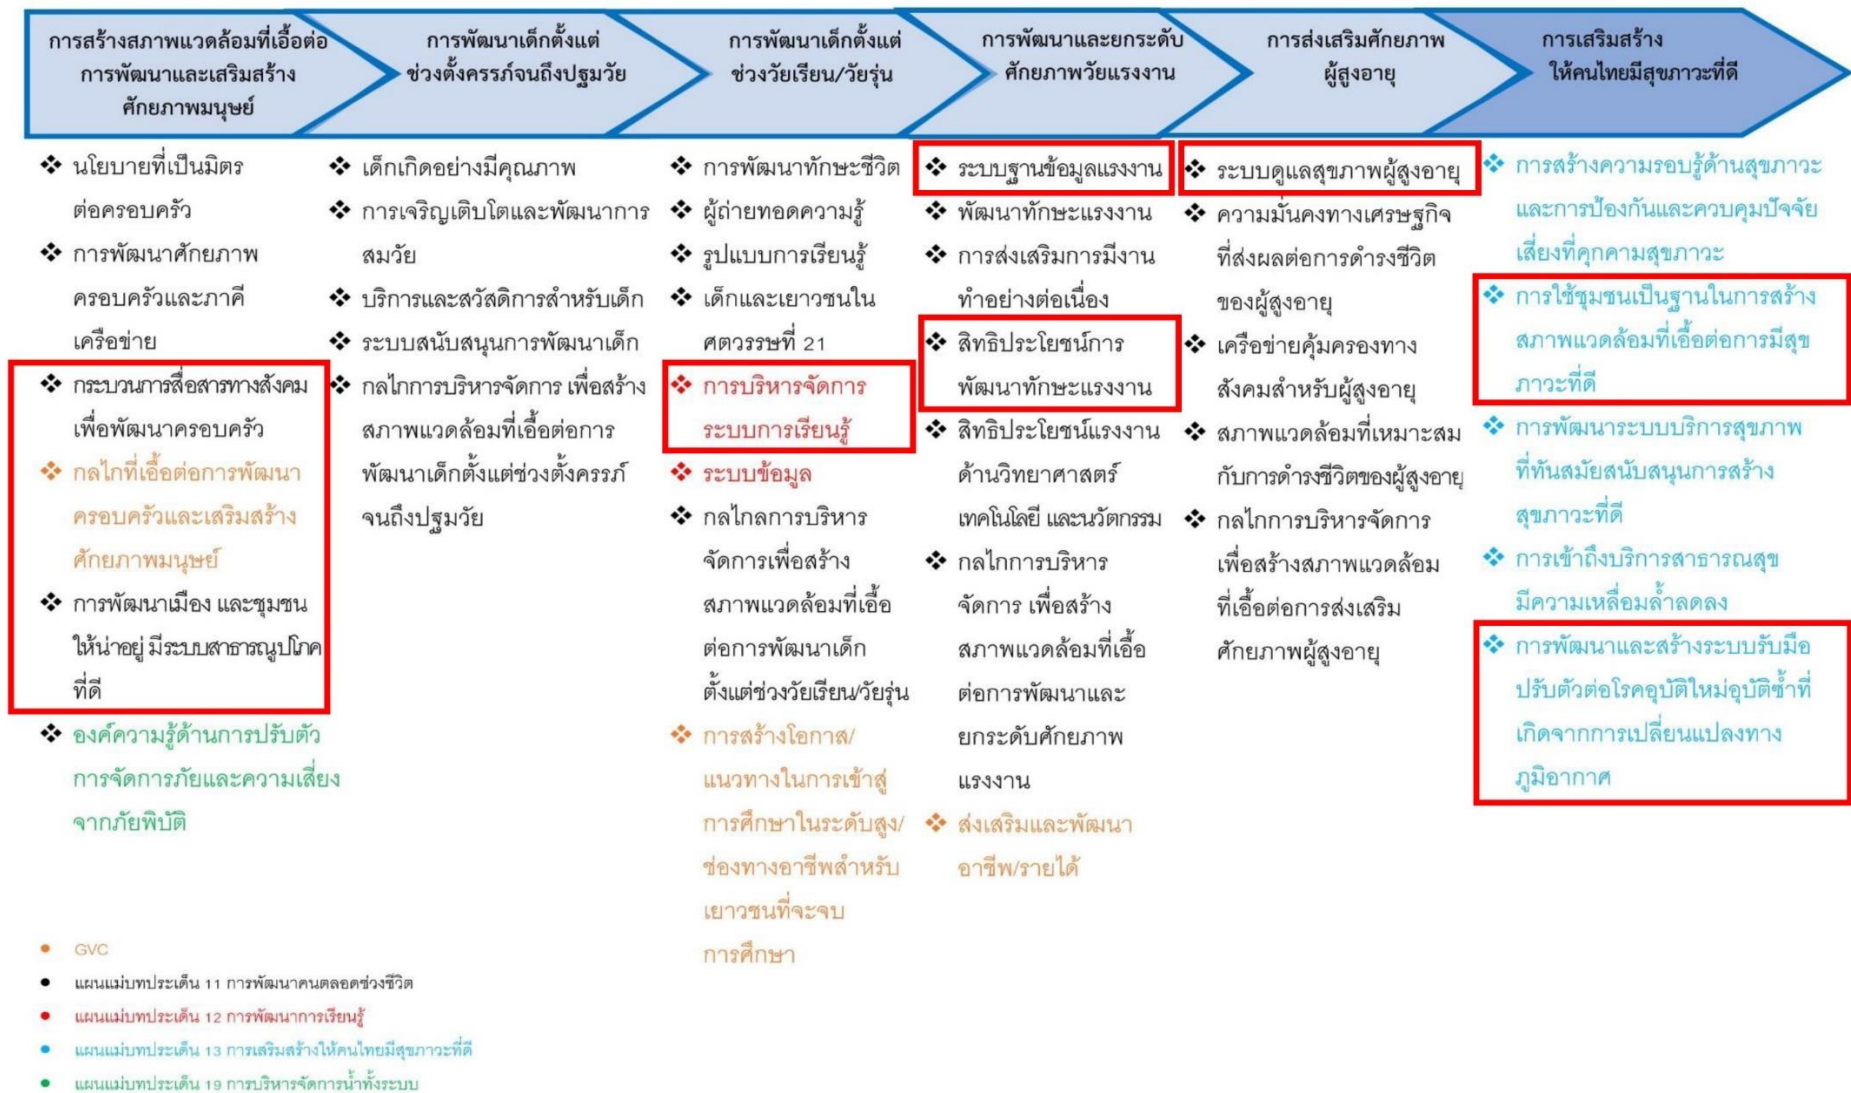 การสร้างสภาพแวดล้อมที่เอื้อต่อ
การพัฒนาและเสริมสร้าง
ศักยภาพมนุษย์
การพัฒนาเด็กตั้งแต่
ช่วงตั้งครรภ์จนถึงปฐมวัย
การพัฒนาเด็กตั้งแต่
ช่วงวัยเรียน/วัยรุ่น
การพัฒนาและยกระดับ
ศักยภาพวัยแรงงาน
การส่งเสริมศักยภาพ
ผู้สูงอายุ
การเสริมสร้าง
ให้คนไทยมีสุขภาวะที่ดี
❖ นโยบายที่เป็นมิตร
ต่อครอบครัว
❖ การพัฒนาศักยภาพ
ครอบครัวและภาคี
เครือข่าย
❖ กระบวนการสื่อสารทางสังคม
เพื่อพัฒนาครอบครัว
❖ กลไกที่เอื้อต่อการพัฒนา
ครอบครัวและเสริมสร้าง
ศักยภาพมนุษย์
❖ การพัฒนาเมือง และชุมชน
ให้น่าอยู่ มีระบบสาธารณูปโภค
ที่ดี
❖ องค์ความรู้ด้านการปรับตัว
การจัดการภัยและความเสี่ยง
จากภัยพิบัติ
❖ เด็กเกิดอย่างมีคุณภาพ
❖ การเจริญเติบโตและพัฒนาการ
สมวัย
❖ บริการและสวัสดิการสำหรับเด็ก
❖ ระบบสนับสนุนการพัฒนาเด็ก
❖ กลไกการบริหารจัดการ เพื่อสร้าง
สภาพแวดล้อมที่เอื้อต่อการ
พัฒนาเด็กตั้งแต่ช่วงตั้งครรภ์
จนถึงปฐมวัย
❖ การพัฒนาทักษะชีวิต
❖ ผู้ถ่ายทอดความรู้
❖ รูปแบบการเรียนรู้
❖ เด็กและเยาวชนใน
ศตวรรษที่ 21
❖ การบริหารจัดการ
ระบบการเรียนรู้
❖ ระบบข้อมูล
❖ กลไกลการบริหาร
จัดการเพื่อสร้าง
สภาพแวดล้อมที่เอื้อ
ต่อการพัฒนาเด็ก
ตั้งแต่ช่วงวัยเรียน/วัยรุ่น
❖ การสร้างโอกาส/
แนวทางในการเข้าสู่
การศึกษาในระดับสูง/
ช่องทางอาชีพสำหรับ
เยาวชนที่จะจบ
การศึกษา
❖ ระบบฐานข้อมูลแรงงาน
❖ พัฒนาทักษะแรงงาน
❖ การส่งเสริมการมีงาน
ทำอย่างต่อเนื่อง
❖ สิทธิประโยชน์การ
พัฒนาทักษะแรงงาน
❖ สิทธิประโยชน์แรงงาน
ด้านวิทยาศาสตร์
เทคโนโลยี และนวัตกรรม
❖ กลไกการบริหาร
จัดการ เพื่อสร้าง
สภาพแวดล้อมที่เอื้อ
ต่อการพัฒนาและ
ยกระดับศักยภาพ
แรงงาน
❖ ส่งเสริมและพัฒนา
อาชีพ/รายได้
❖ ระบบดูแลสุขภาพผู้สูงอายุ
❖ ความมั่นคงทางเศรษฐกิจ
ที่ส่งผลต่อการดำรงชีวิต
ของผู้สูงอายุ
❖ เครือข่ายคุ้มครองทาง
สังคมสำหรับผู้สูงอายุ
❖ สภาพแวดล้อมที่เหมาะสม
กับการดำรงชีวิตของผู้สูงอายุ
❖ กลไกการบริหารจัดการ
เพื่อสร้างสภาพแวดล้อม
ที่เอื้อต่อการส่งเสริม
ศักยภาพผู้สูงอายุ
❖ การสร้างความรอบรู้ด้านสุขภาวะ
และการป้องกันและควบคุมปัจจัย
เสี่ยงที่คุกคามสุขภาวะ
❖ การใช้ชุมชนเป็นฐานในการสร้าง
สภาพแวดล้อมที่เอื้อต่อการมีสุข
ภาวะที่ดี
❖ การพัฒนาระบบบริการสุขภาพ
ที่ทันสมัยสนับสนุนการสร้าง
สุขภาวะที่ดี
❖ การเข้าถึงบริการสาธารณสุข
มีความเหลื่อมล้ำลดลง
❖ การพัฒนาและสร้างระบบรับมือ
ปรับตัวต่อโรคอุบัติใหม่อุบัติซ้ำที่
เกิดจากการเปลี่ยนแปลงทาง
ภูมิอากาศ
• GVC
• แผนแม่บทประเด็น 11 การพัฒนาคนตลอดช่วงชีวิต
• แผนแม่บทประเด็น 12 การพัฒนาการเรียนรู้
• แผนแม่บทประเด็น 13 การเสริมสร้างให้คนไทยมีสุขภาวะที่ดี
• แผนแม่บทประเด็น 19 การบริหารจัดการน้ำทั้งระบบ